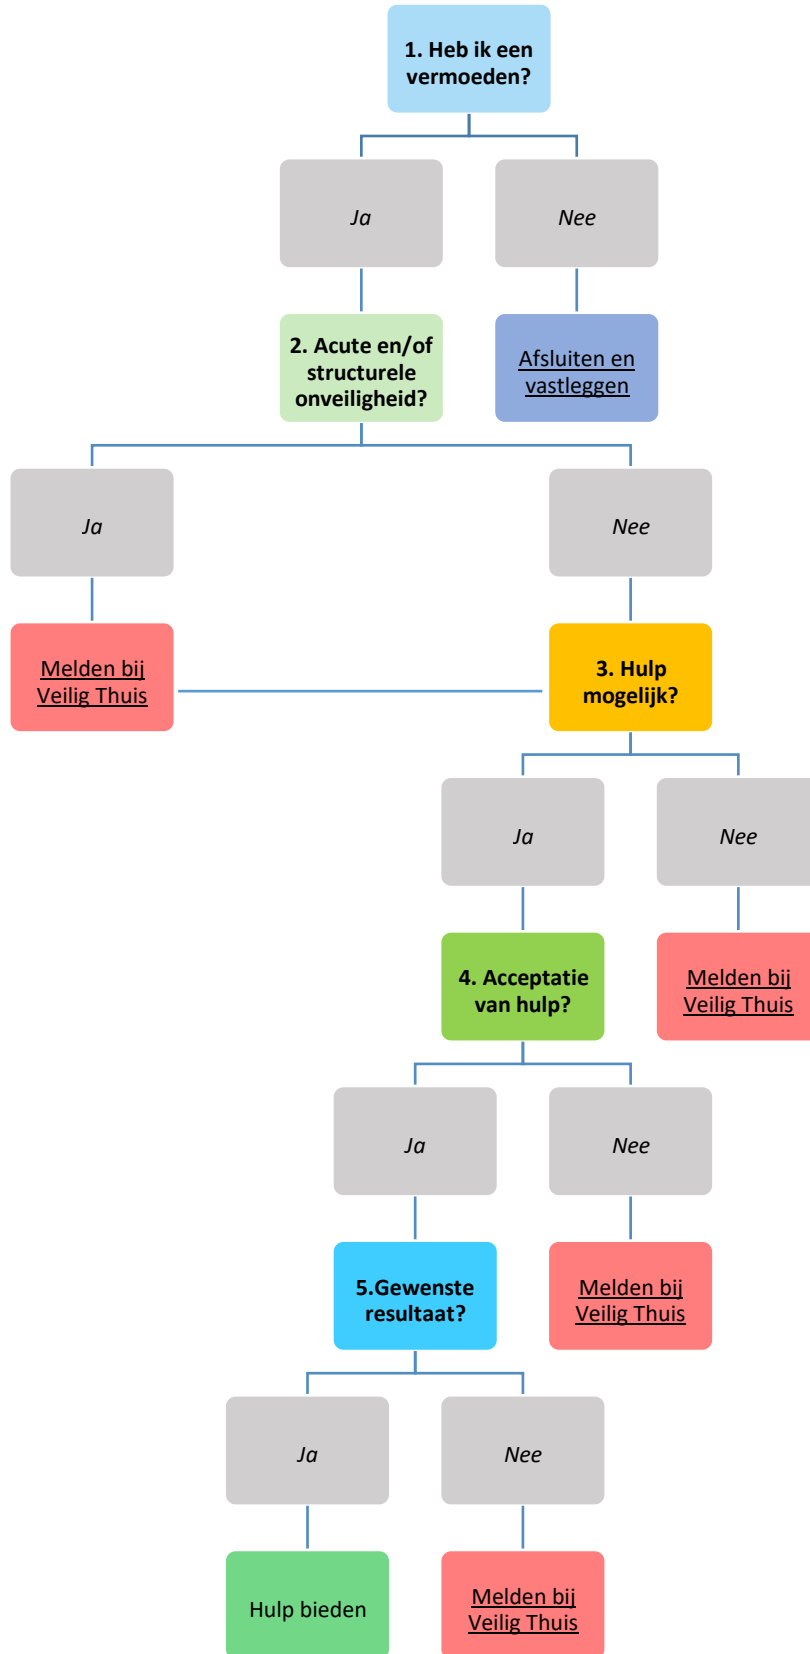 1. Heb ik een
vermoeden?
Ja
Nee
2. Acute en/of
structurele
onveiligheid?
Afsluiten en
vastleggen
Ja
Nee
Melden bij
Veilig Thuis
3. Hulp
mogelijk?
Ja
Nee
4. Acceptatie
van hulp?
Melden bij
Veilig Thuis
Ja
Nee
5.Gewenste
resultaat?
Melden bij
Veilig Thuis
Ja
Nee
Hulp bieden
Melden bij
Veilig Thuis